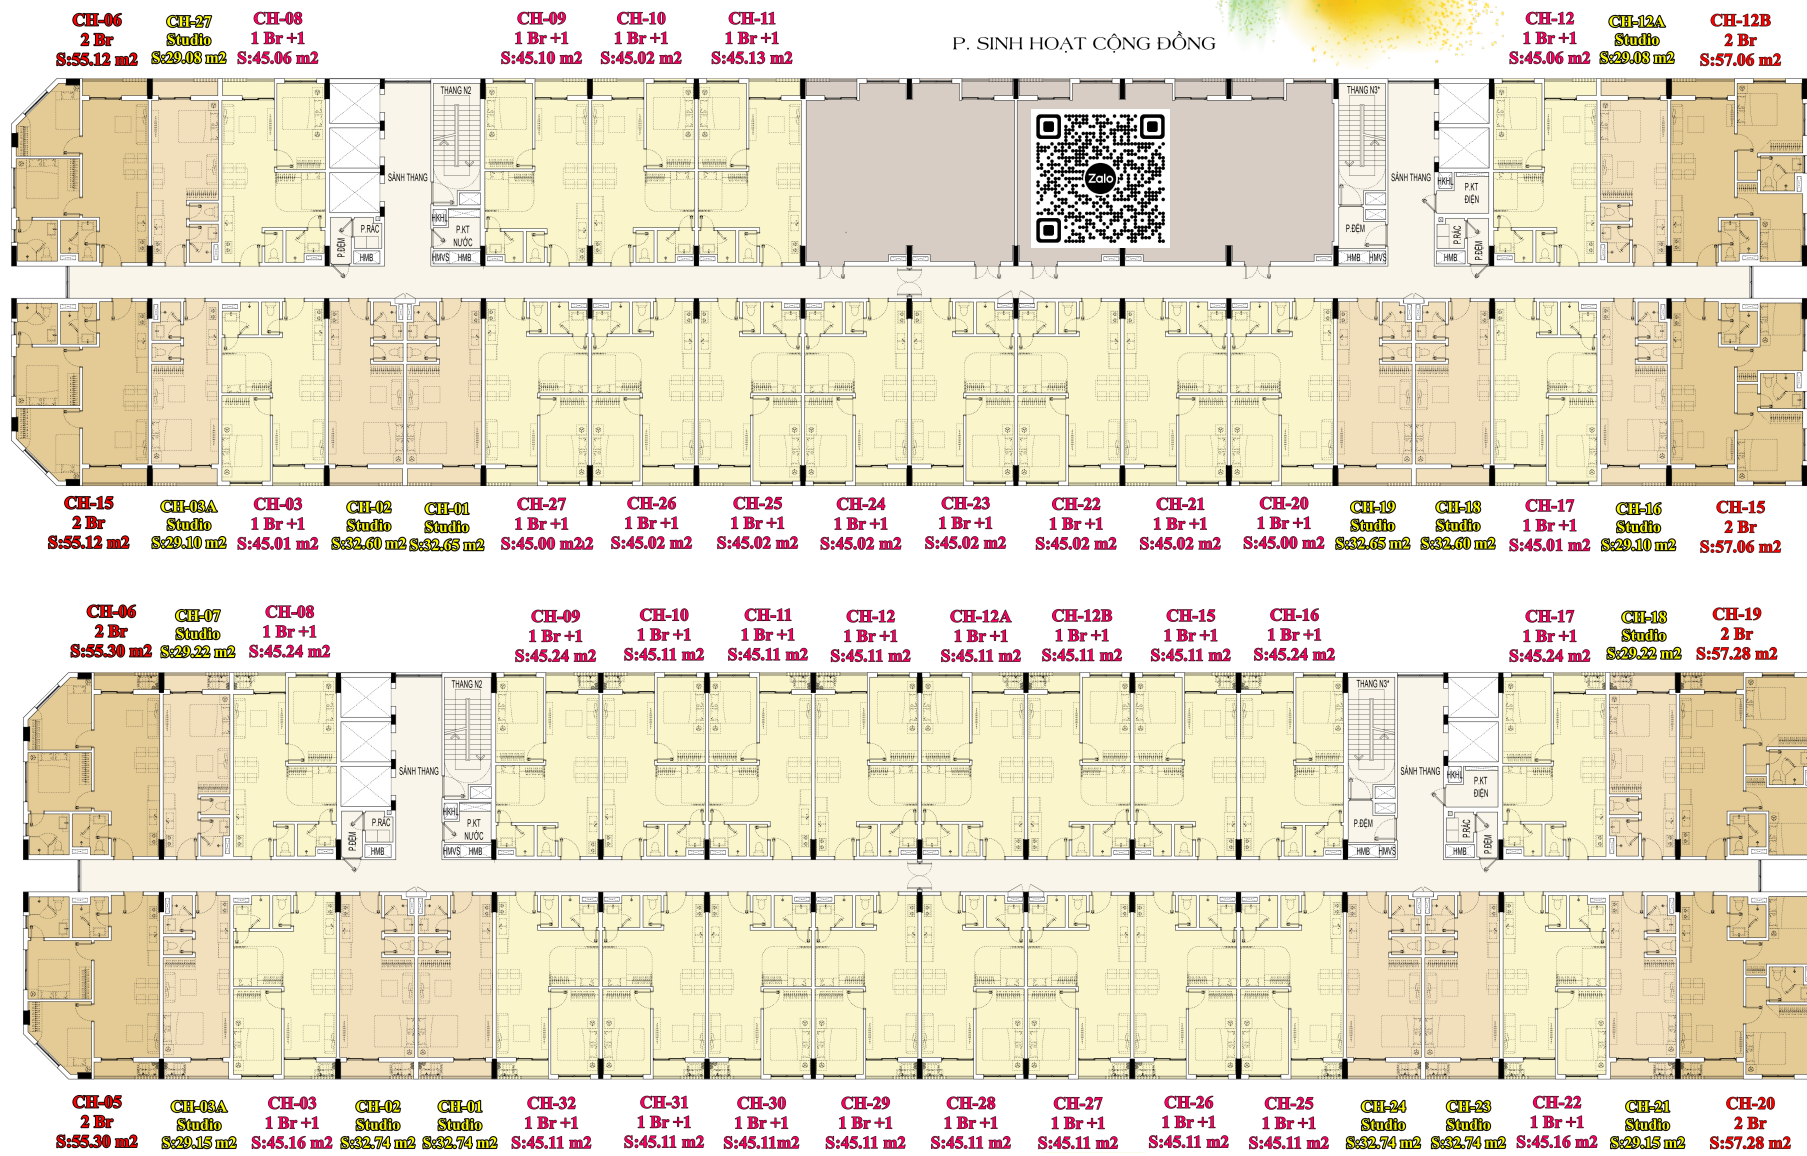 CH-06
2 Br
S:55.12 m2
CH-27
Studio
S:29.08 m2
CH-08
1 Br +1
S:45.06 m2
CH-09
1 Br +1
S:45.10 m2
CH-10
1 Br +1
S:45.02 m2
CH-11
1 Br +1
S:45.13 m2
P. SINH HOẠT CỘNG ĐỒNG
CH-12
1 Br +1
S:45.06 m2
CH-12A
Studio
S:29.08 m2
CH-12B
2 Br
S:57.06 m2
THANG N2
SẢNH THANG
P.ĐỆM
P.RÁC
HMB
HKHL
P.KT
NƯỚC
HMVS
HMB
Zalo
THANG N3*
SẢNH THANG
P.ĐỆM
HMB
HMVS
HKHL
P.KT
ĐIỆN
P.RÁC
P.ĐỆM
HMB
CH-15
2 Br
S:55.12 m2
CH-03A
Studio
S:29.10 m2
CH-03
1 Br +1
S:45.01 m2
CH-02
Studio
S:32.60 m2
CH-01
Studio
S:32.65 m2
CH-27
1 Br +1
S:45.00 m22
CH-26
1 Br +1
S:45.02 m2
CH-25
1 Br +1
S:45.02 m2
CH-24
1 Br +1
S:45.02 m2
CH-23
1 Br +1
S:45.02 m2
CH-22
1 Br +1
S:45.02 m2
CH-21
1 Br +1
S:45.02 m2
CH-20
1 Br +1
S:45.00 m2
CH-19
Studio
S:32.65 m2
CH-18
Studio
S:32.60 m2
CH-17
1 Br +1
S:45.01 m2
CH-16
Studio
S:29.10 m2
CH-15
2 Br
S:57.06 m2
CH-06
2 Br
S:55.30 m2
CH-07
Studio
S:29.22 m2
CH-08
1 Br +1
S:45.24 m2
CH-09
1 Br +1
S:45.24 m2
CH-10
1 Br +1
S:45.11 m2
CH-11
1 Br +1
S:45.11 m2
CH-12
1 Br +1
S:45.11 m2
CH-12A
1 Br +1
S:45.11 m2
CH-12B
1 Br +1
S:45.11 m2
CH-15
1 Br +1
S:45.11 m2
CH-16
1 Br +1
S:45.24 m2
CH-17
1 Br +1
S:45.24 m2
CH-18
Studio
S:29.22 m2
CH-19
2 Br
S:57.28 m2
THANG N2
SẢNH THANG
P.ĐỆM
P.RÁC
HMB
HKHL
P.KT
NƯỚC
HMVS
HMB
THANG N3*
SẢNH THANG
P.ĐỆM
HMB
HMVS
HKHL
P.KT
ĐIỆN
P.RÁC
P.ĐỆM
HMB
CH-05
2 Br
S:55.30 m2
CH-03A
Studio
S:29.15 m2
CH-03
1 Br +1
S:45.16 m2
CH-02
Studio
S:32.74 m2
CH-01
Studio
S:32.74 m2
CH-32
1 Br +1
S:45.11 m2
CH-31
1 Br +1
S:45.11 m2
CH-30
1 Br +1
S:45.11m2
CH-29
1 Br +1
S:45.11 m2
CH-28
1 Br +1
S:45.11 m2
CH-27
1 Br +1
S:45.11 m2
CH-26
1 Br +1
S:45.11 m2
CH-25
1 Br +1
S:45.11 m2
CH-24
Studio
S:32.74 m2
CH-23
Studio
S:32.74 m2
CH-22
1 Br +1
S:45.16 m2
CH-21
Studio
S:29.15 m2
CH-20
2 Br
S:57.28 m2